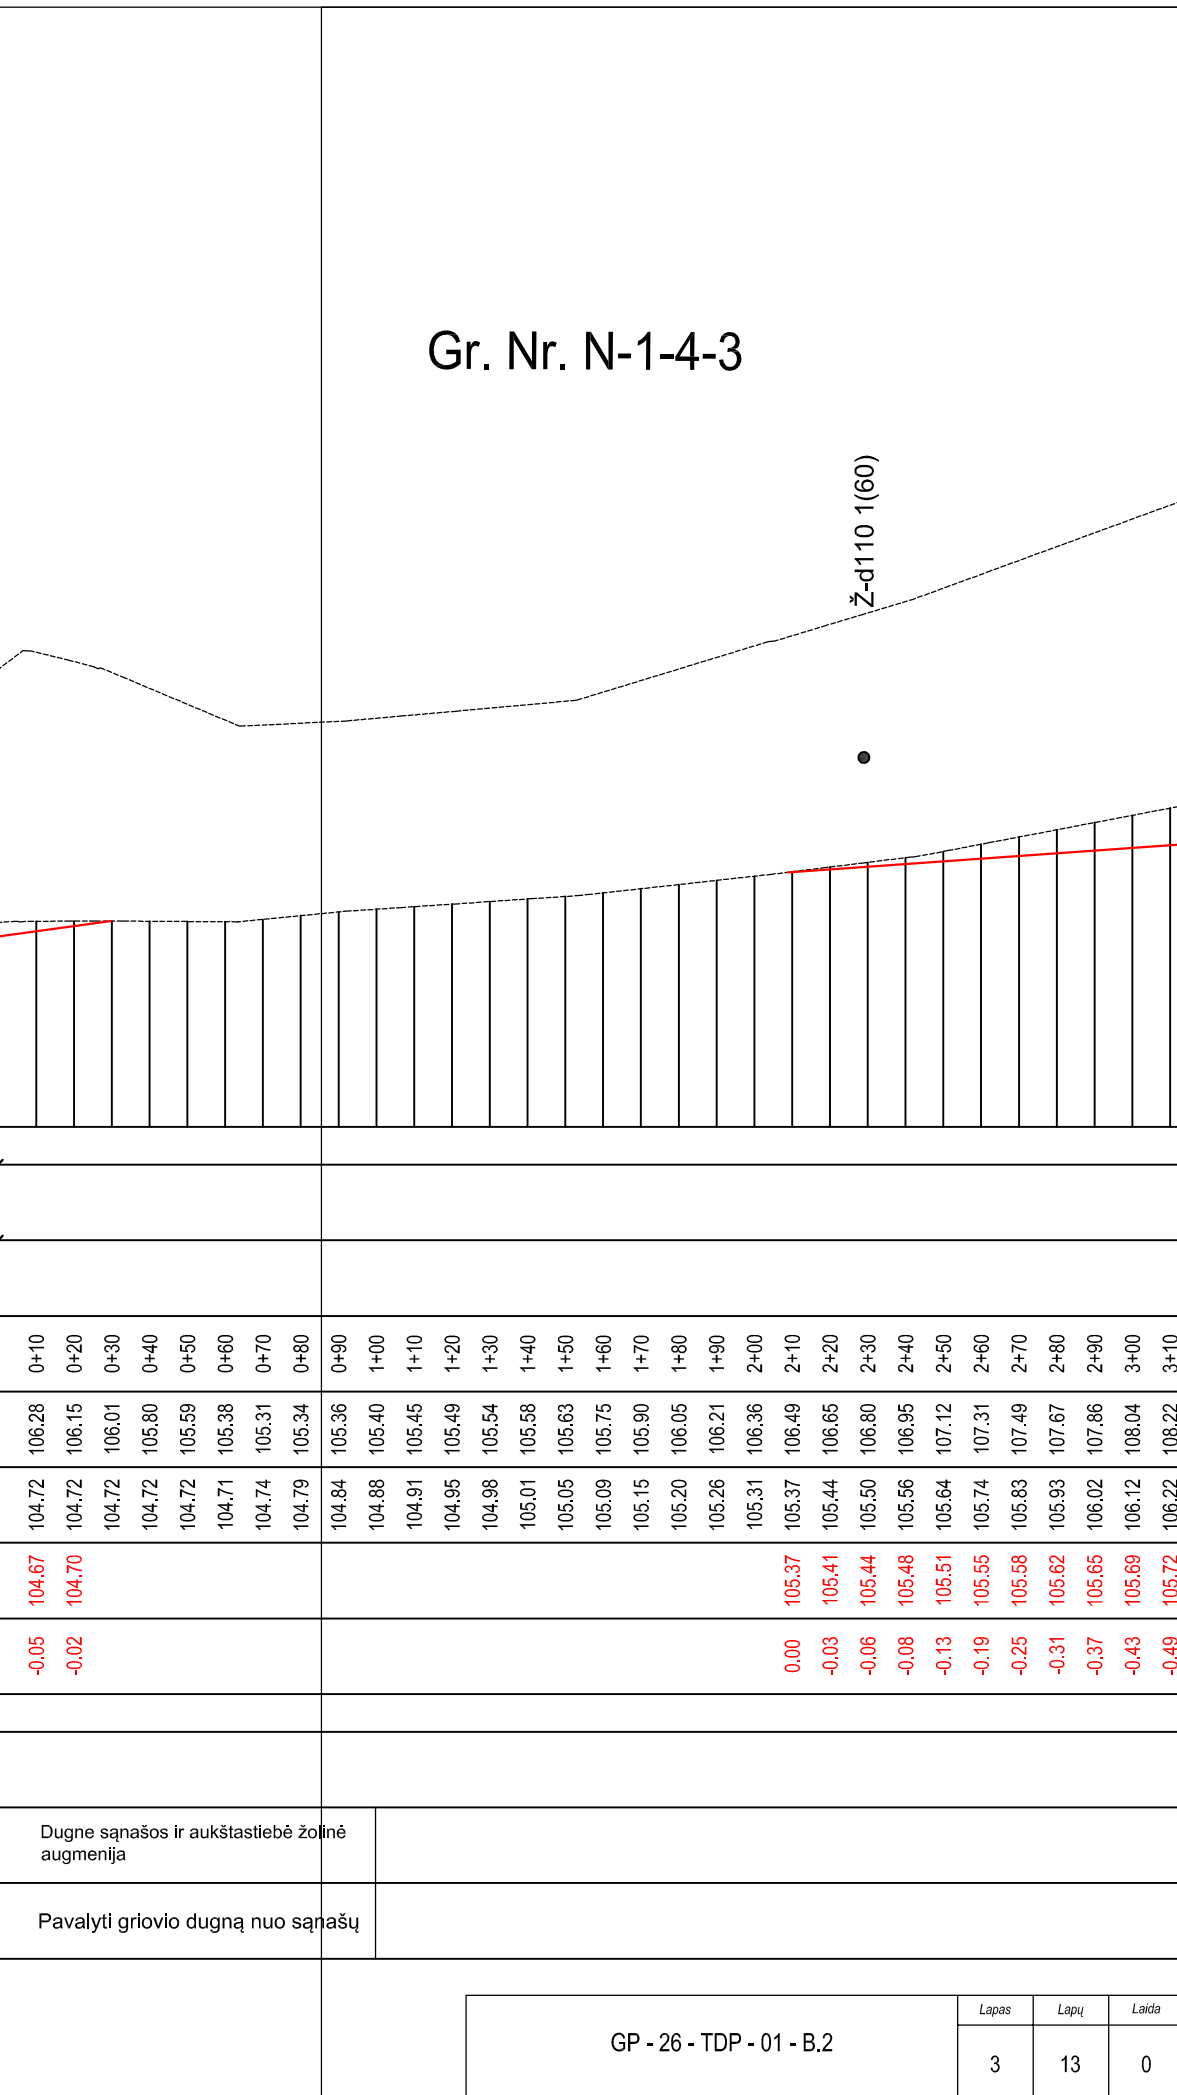 Gr. Nr. N-1-4-3
Ž-d110 1(60)
0+10 0+20 0+30 0+40 0+50 0+60 0+70 0+80 0+90 1+00 1+10 1+20 1+30 1+40 1+50 1+60 1+70 1+80 1+90 2+00 2+10 2+20 2+30 2+40 2+50 2+60 2+70 2+80 2+90 3+00 3+10
106.28 106.15 106.01 105.80 105.59 105.38 105.31 105.34 105.36 105.40 105.45 105.49 105.54 105.58 105.63 105.75 105.90 106.05 106.21 106.36 106.49 106.65 106.80 106.95 107.12 107.31 107.49 107.67 107.86 108.04 108.22
104.72 104.72 104.72 104.72 104.72 104.71 104.74 104.79 104.84 104.88 104.91 104.95 104.98 105.01 105.05 105.09 105.15 105.20 105.26 105.31 105.37 105.44 105.50 105.56 105.64 105.74 105.83 105.93 106.02 106.12 106.22
104.67 104.70 105.37 105.41 105.44 105.48 105.51 105.55 105.58 105.62 105.65 105.69 105.72
-0.05 -0.02 0.00 -0.03 -0.06 -0.08 -0.13 -0.19 -0.25 -0.31 -0.37 -0.43 -0.49
Dugne sąnašos ir aukštastiebė žolinė
augmenija
Pavalyti griovio dugną nuo sąnašų
Lapas Lapų Laida
GP - 26 - TDP - 01 - B.2
3 13 0